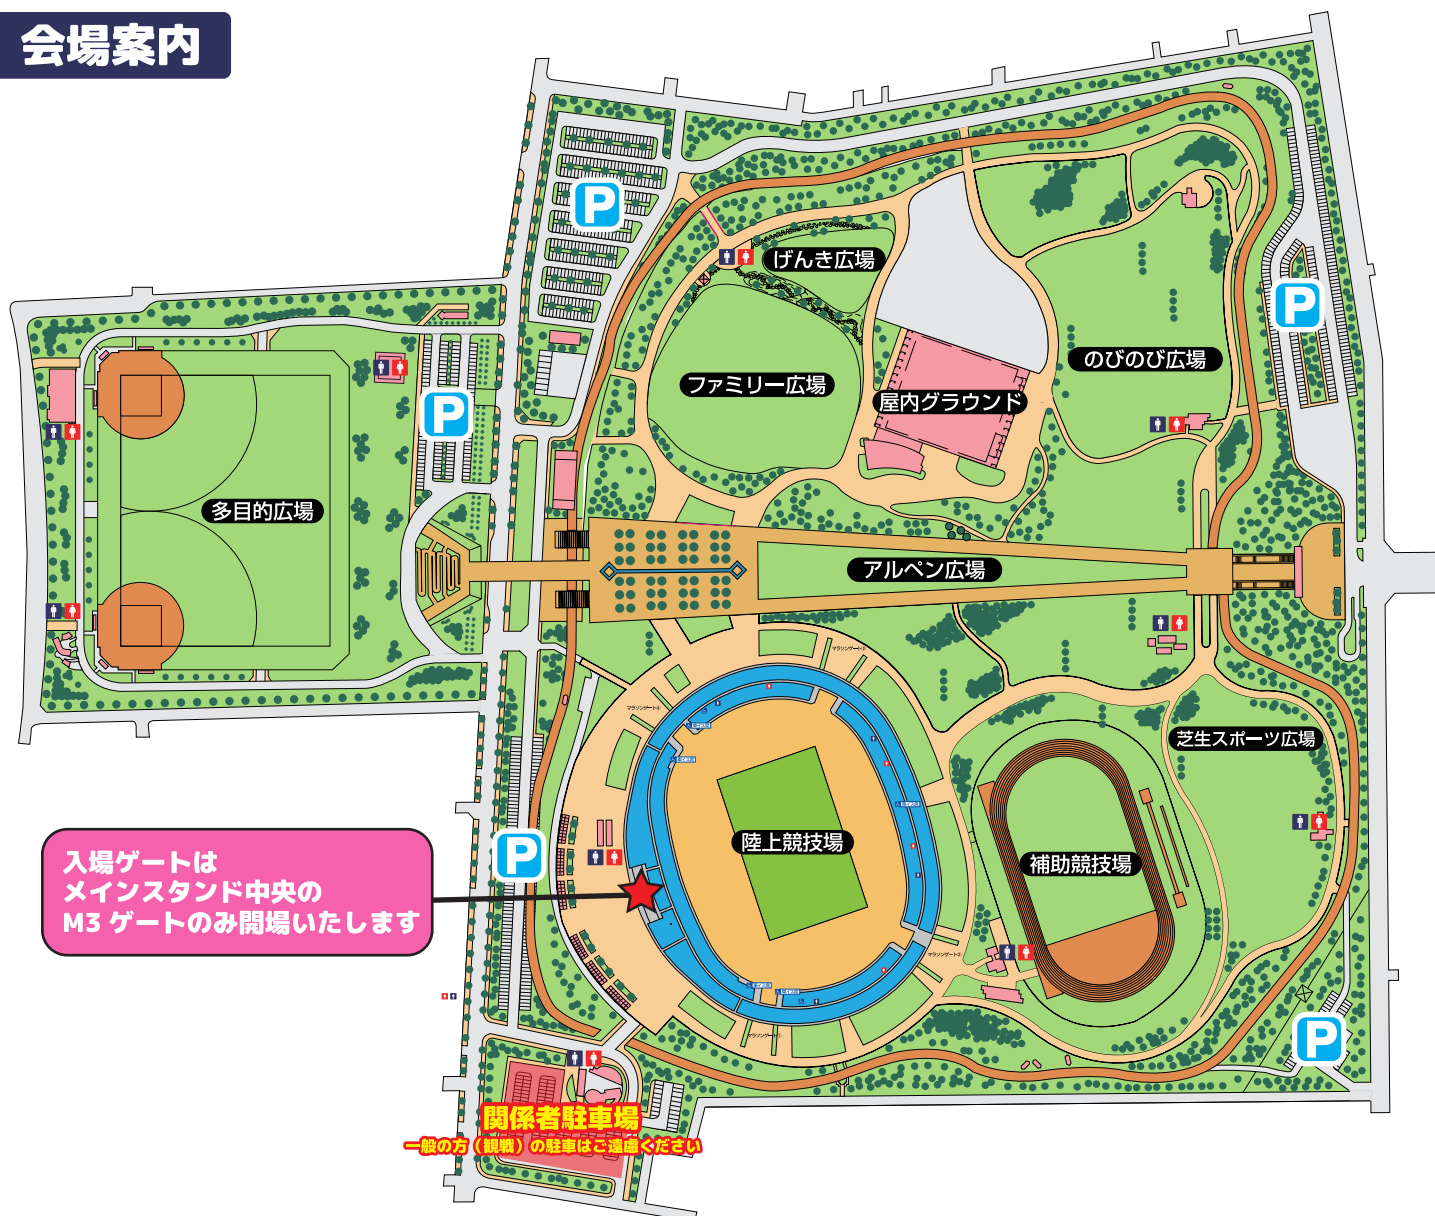 会場案内
P
げんき広場
P
のびのび広場
ファミリー広場
屋内グラウンド
P
多目的広場
アルペン広場
芝生スポーツ広場
陸上競技場
P
補助競技場
入場ゲートは
メインスタンド中央の
M3 ゲートのみ開場いたします
P
関係者駐車場
一般の方（観戦）の駐車はご遠慮ください